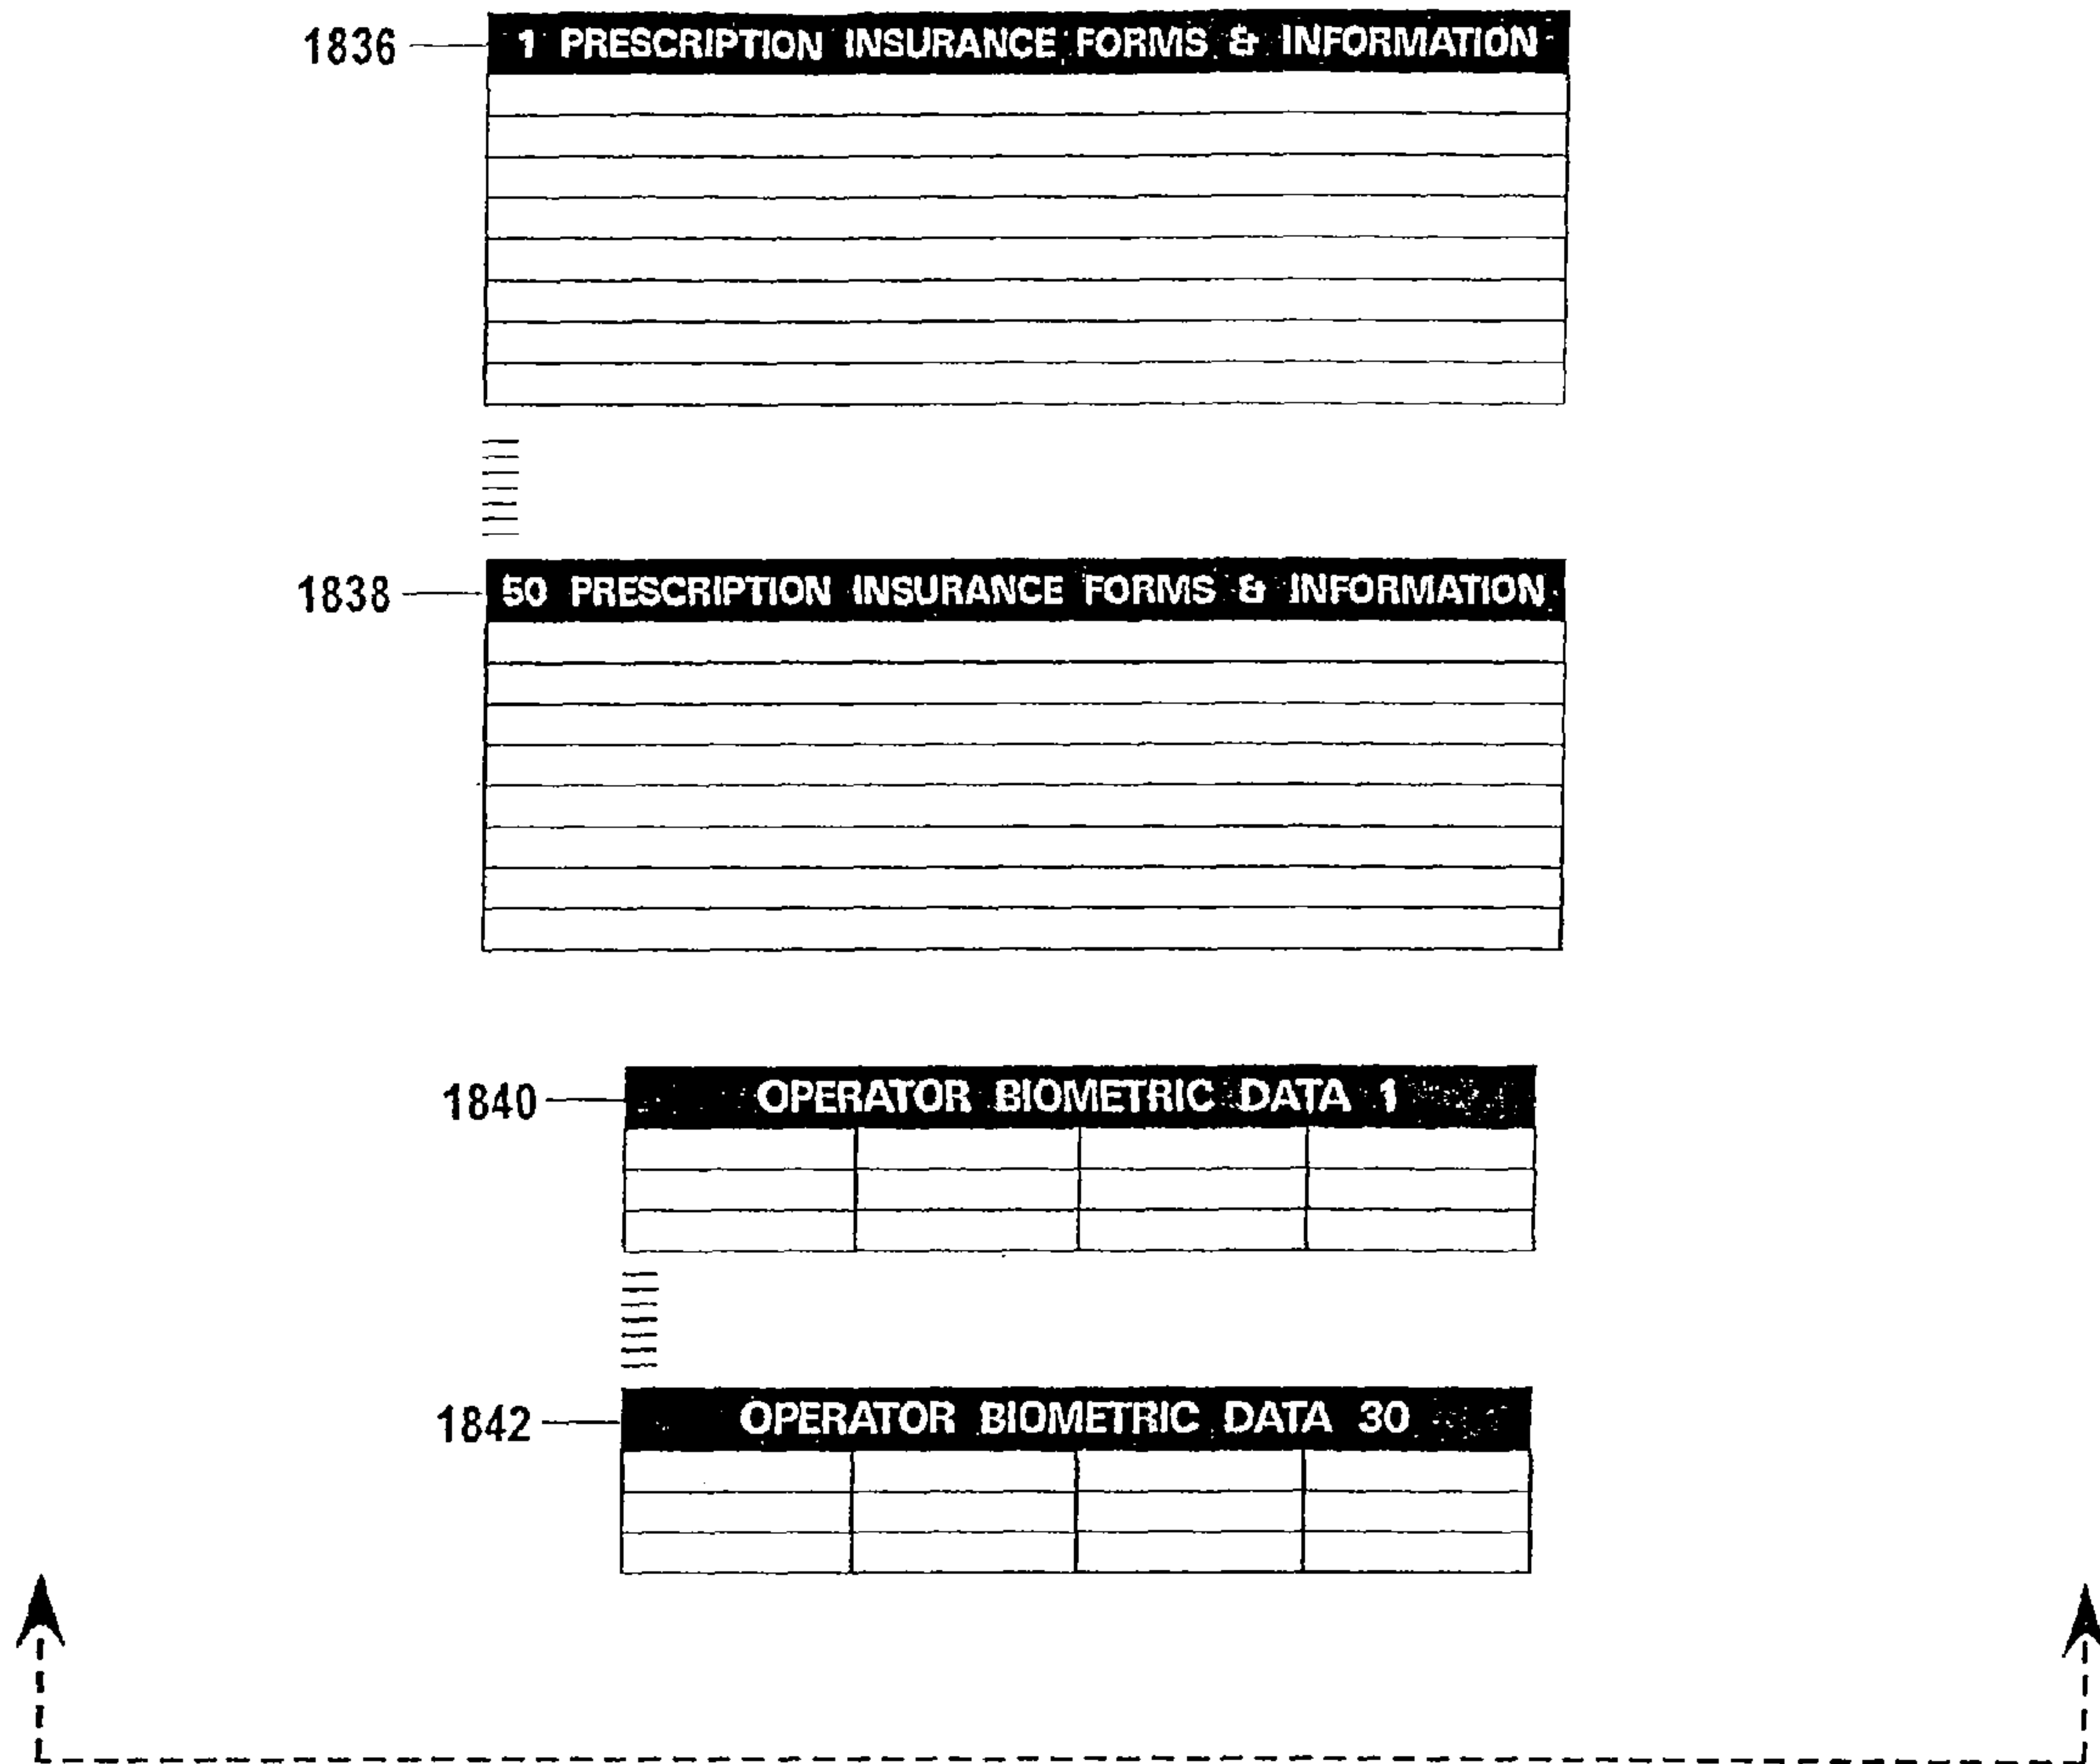 1836 1 PRESCRIPTION INSURANCE FORMS & INFORMATION
1838 50 PRESCRIPTION INSURANCE FORMS & INFORMATION
1840 OPERATOR BIOMETRIC DATA 1
1842 OPERATOR BIOMETRIC DATA 30